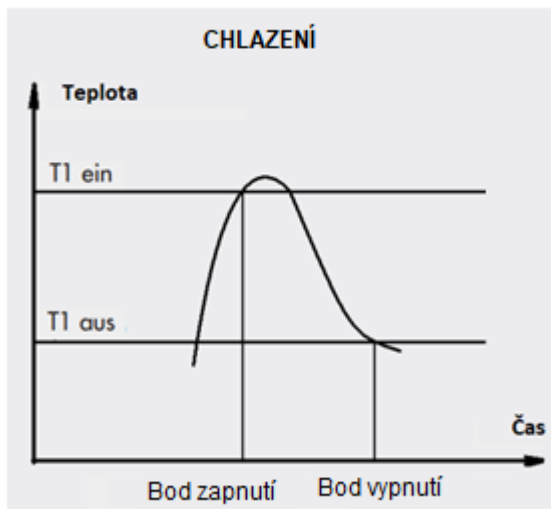 CHLAZENÍ
Teplota
T1 ein
T1 aus
Čas
Bod zapnutí
Bod vypnutí